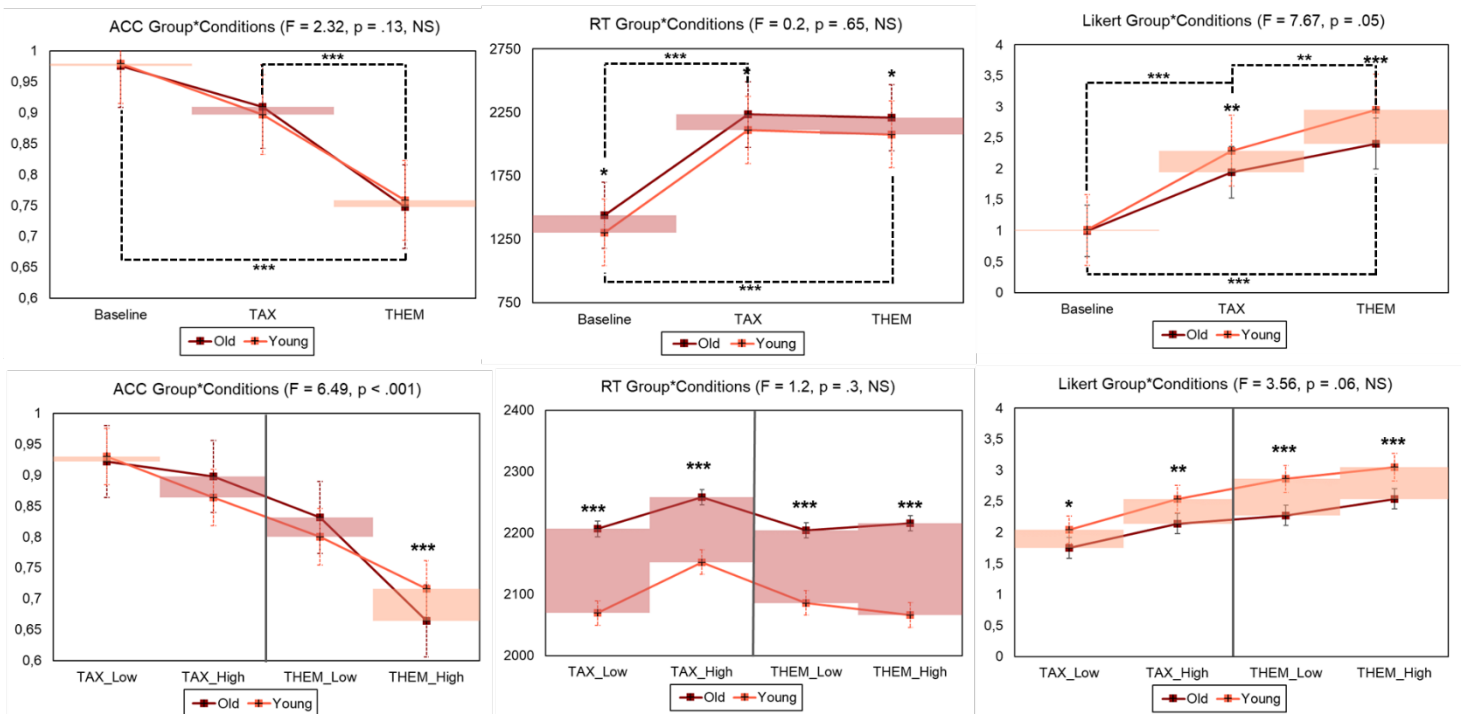 ACC Group*Conditions (F = 2.32, p = .13, NS)
1
0,95
0,9
0,85
0,8
0,75
0,7
0,65
0,6
***
***
Baseline TAX THEM
Old Young
RT Group*Conditions (F = 0.2, p = .65, NS)
2750
2250
1750
1250
750
***
*
*
*
***
Baseline TAX THEM
Old Young
Likert Group*Conditions (F = 7.67, p = .05)
4
3,5
3
2,5
2
1,5
1
0,5
0
**
***
***
**
***
Baseline TAX THEM
Old Young
ACC Group*Conditions (F = 6.49, p < .001)
1
0,95
0,9
0,85
0,8
0,75
0,7
0,65
0,6
***
TAX_Low TAX_High THEM_Low THEM_High
Old Young
RT Group*Conditions (F = 1.2, p = .3, NS)
2400
2300
2200
2100
2000
*** *** *** ***
TAX_Low TAX_High THEM_Low THEM_High
Old Young
Likert Group*Conditions (F = 3.56, p = .06, NS)
4
3,5
3
2,5
2
1,5
1
0,5
0
* ** *** ***
TAX_Low TAX_High THEM_Low THEM_High
Old Young